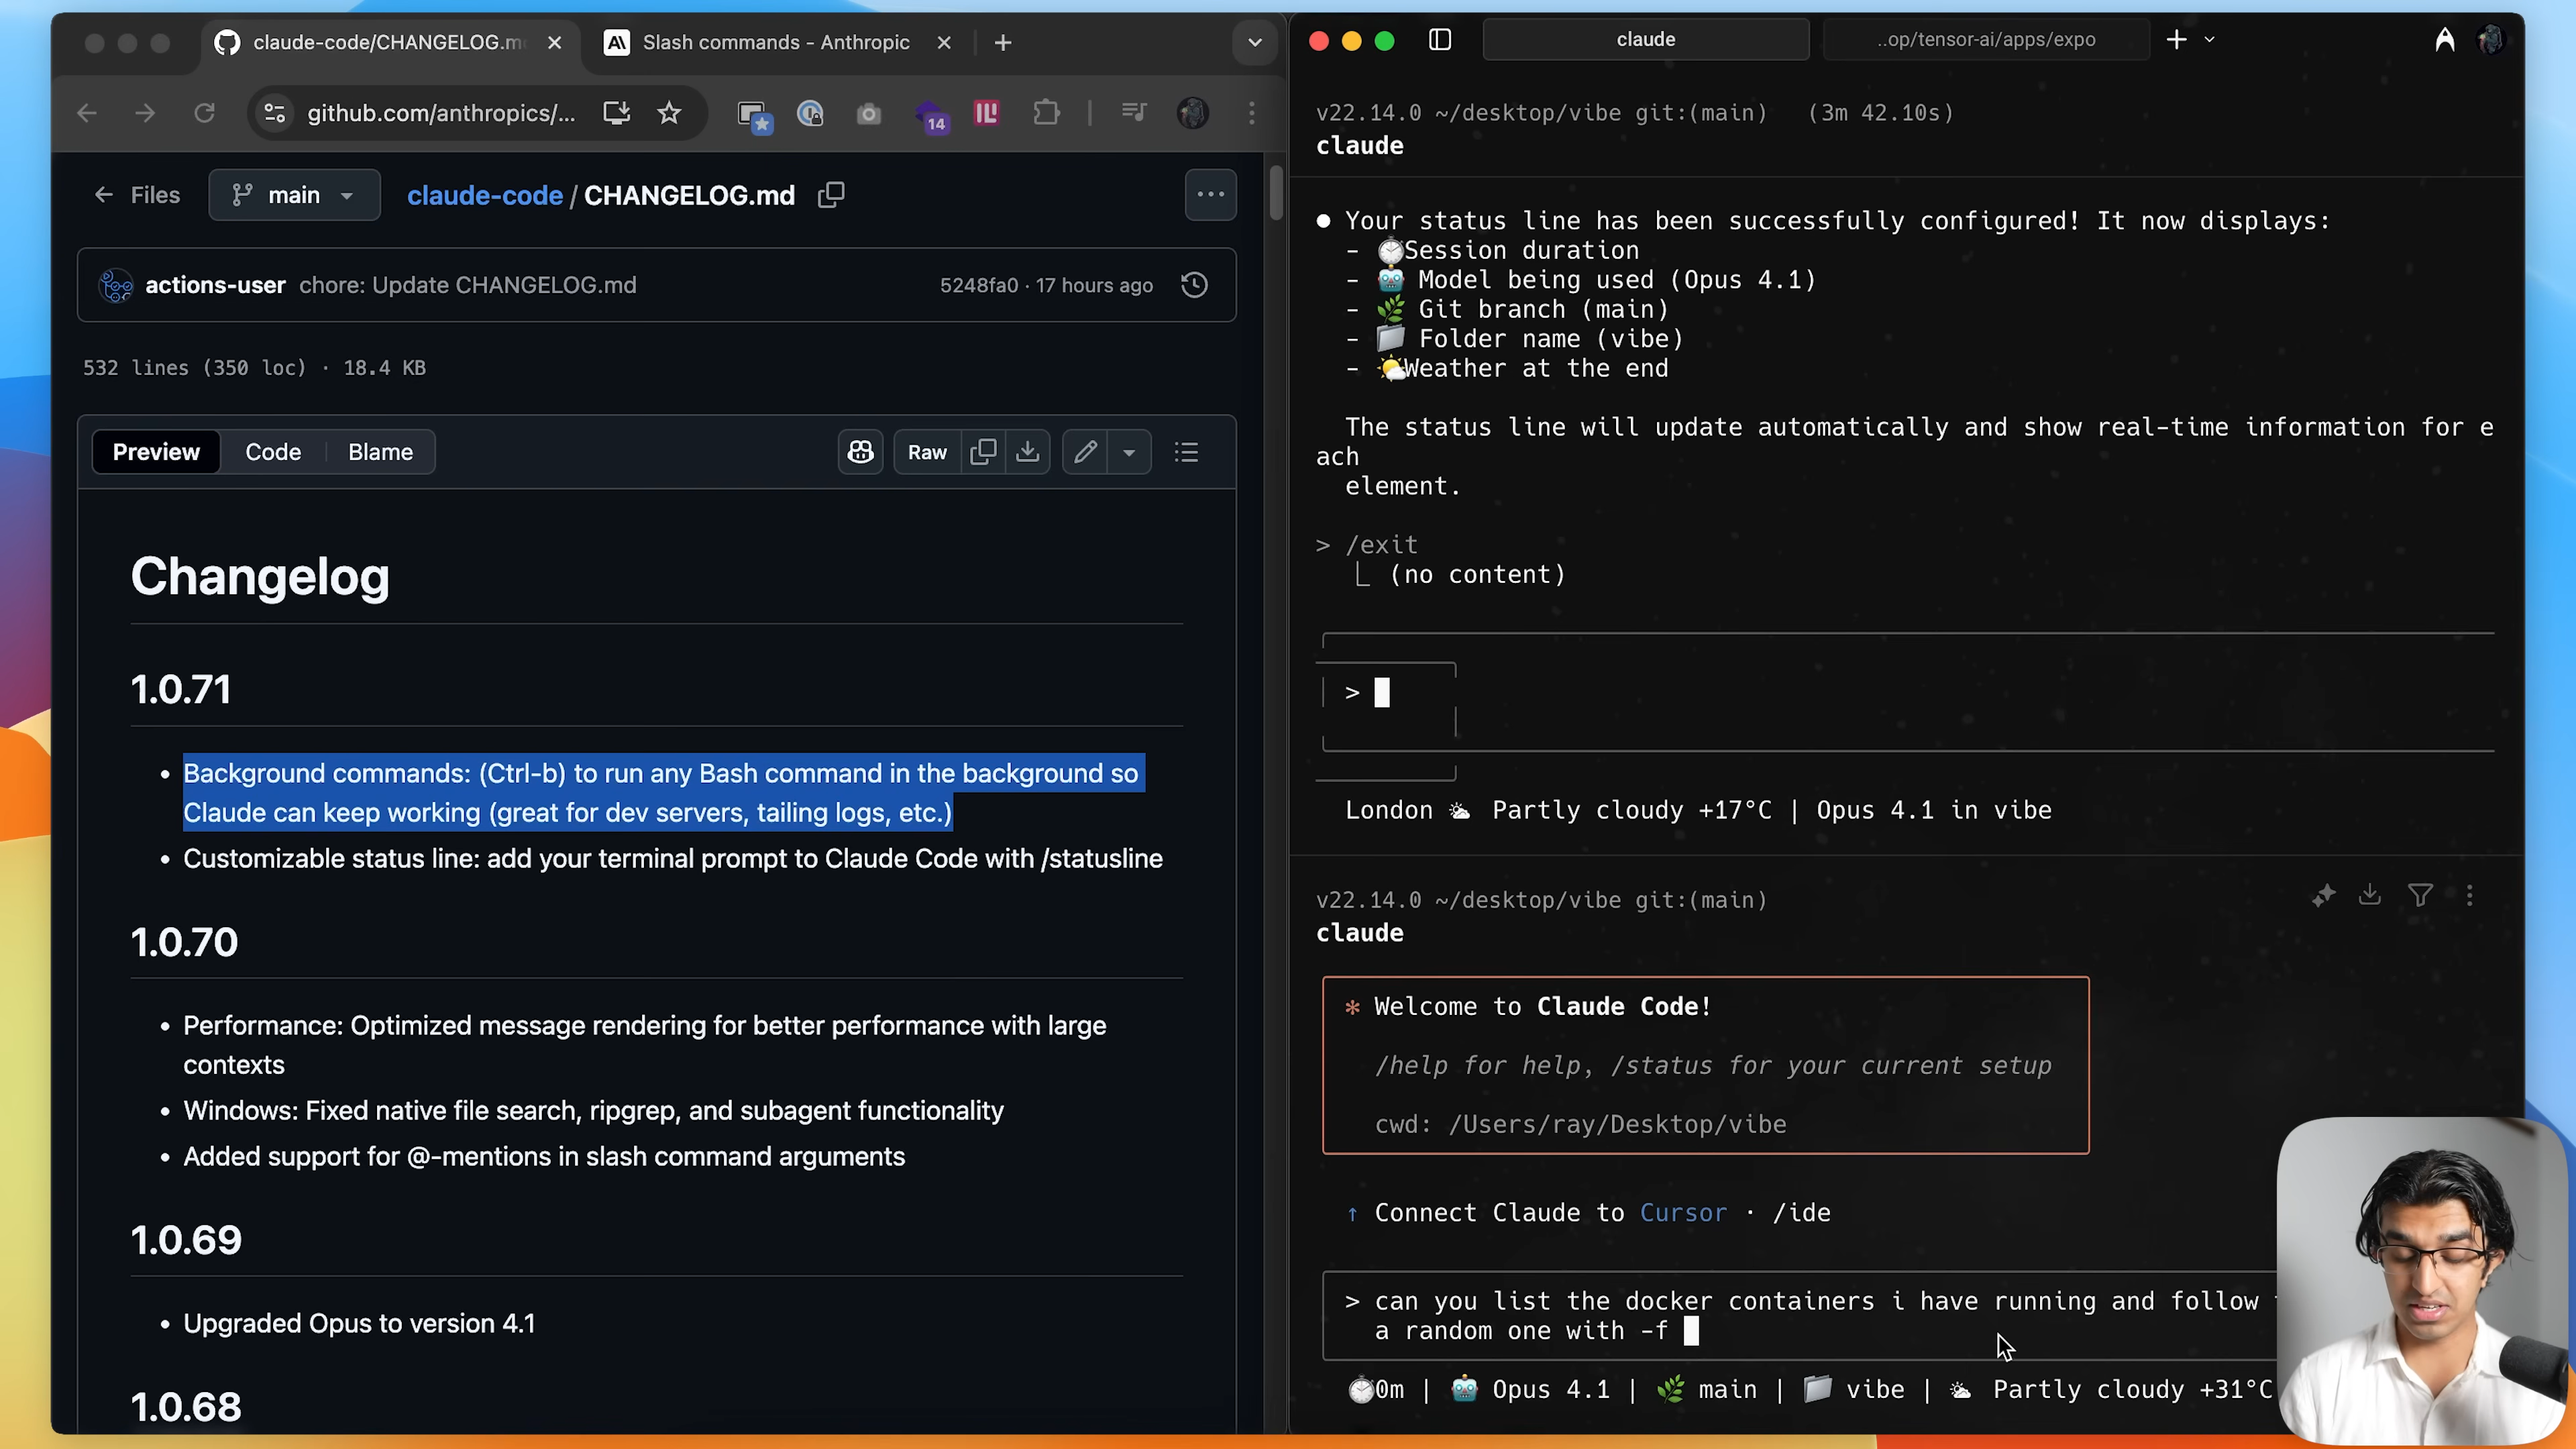 claude-code/CHANGELOG.m
Slash commands - Anthropic
github.com/anthropics/...
14
Files
main
claude-code / CHANGELOG.md
actions-user chore: Update CHANGELOG.md
5248fa0 · 17 hours ago
532 lines (350 loc) · 18.4 KB
Preview
Code
Blame
Raw
Changelog
1.0.71
• Background commands: (Ctrl-b) to run any Bash command in the background so
Claude can keep working (great for dev servers, tailing logs, etc.)
• Customizable status line: add your terminal prompt to Claude Code with /statusline
1.0.70
• Performance: Optimized message rendering for better performance with large
contexts
• Windows: Fixed native file search, ripgrep, and subagent functionality
• Added support for @-mentions in slash command arguments
1.0.69
• Upgraded Opus to version 4.1
1.0.68
claude
..op/tensor-ai/apps/expo
v22.14.0 ~/desktop/vibe git:(main) (3m 42.10s)
claude
● Your status line has been successfully configured! It now displays:
- ⏱Session duration
- 🤖 Model being used (Opus 4.1)
- 🌿 Git branch (main)
- 📁 Folder name (vibe)
- 🌤Weather at the end
The status line will update automatically and show real-time information for e
ach
element.
> /exit
⎿ (no content)
>
London 🌥 Partly cloudy +17°C | Opus 4.1 in vibe
v22.14.0 ~/desktop/vibe git:(main)
claude
✻ Welcome to Claude Code!
/help for help, /status for your current setup
cwd: /Users/ray/Desktop/vibe
↑ Connect Claude to Cursor · /ide
> can you list the docker containers i have running and follow
a random one with -f
⏱0m | 🤖 Opus 4.1 | 🌿 main | 📁 vibe | 🌥 Partly cloudy +31°C